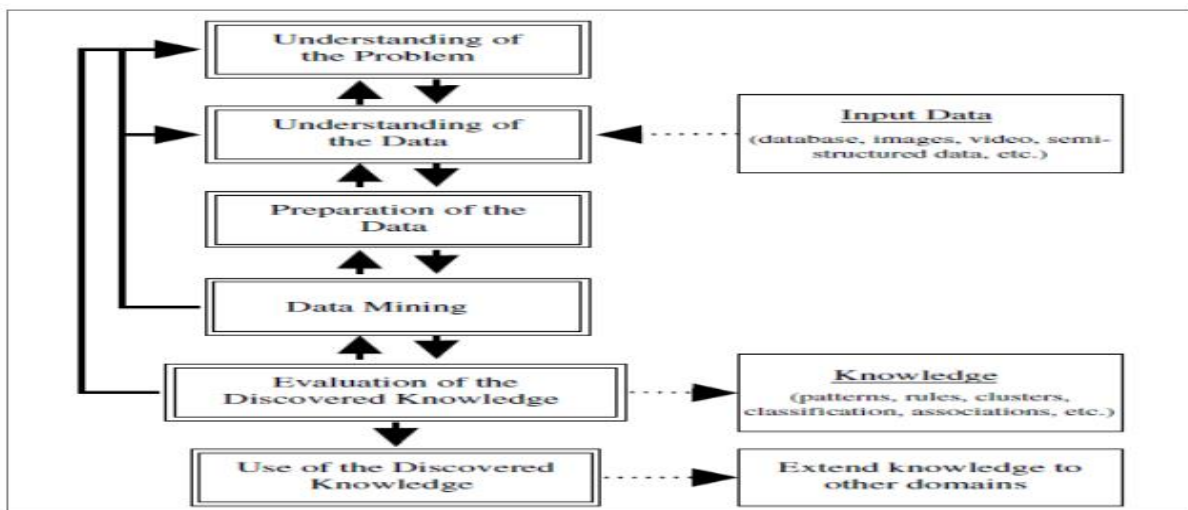 Understanding of
the Problem
Understanding of
the Data
Input Data
(database, images, video, semi-
structured data, etc.)
Preparation of the
Data
Data Mining
Evaluation of the
Discovered Knowledge
Knowledge
(patterns, rules, clusters,
classification, associations, etc.)
Use of the Discovered
Knowledge
Extend knowledge to
other domains